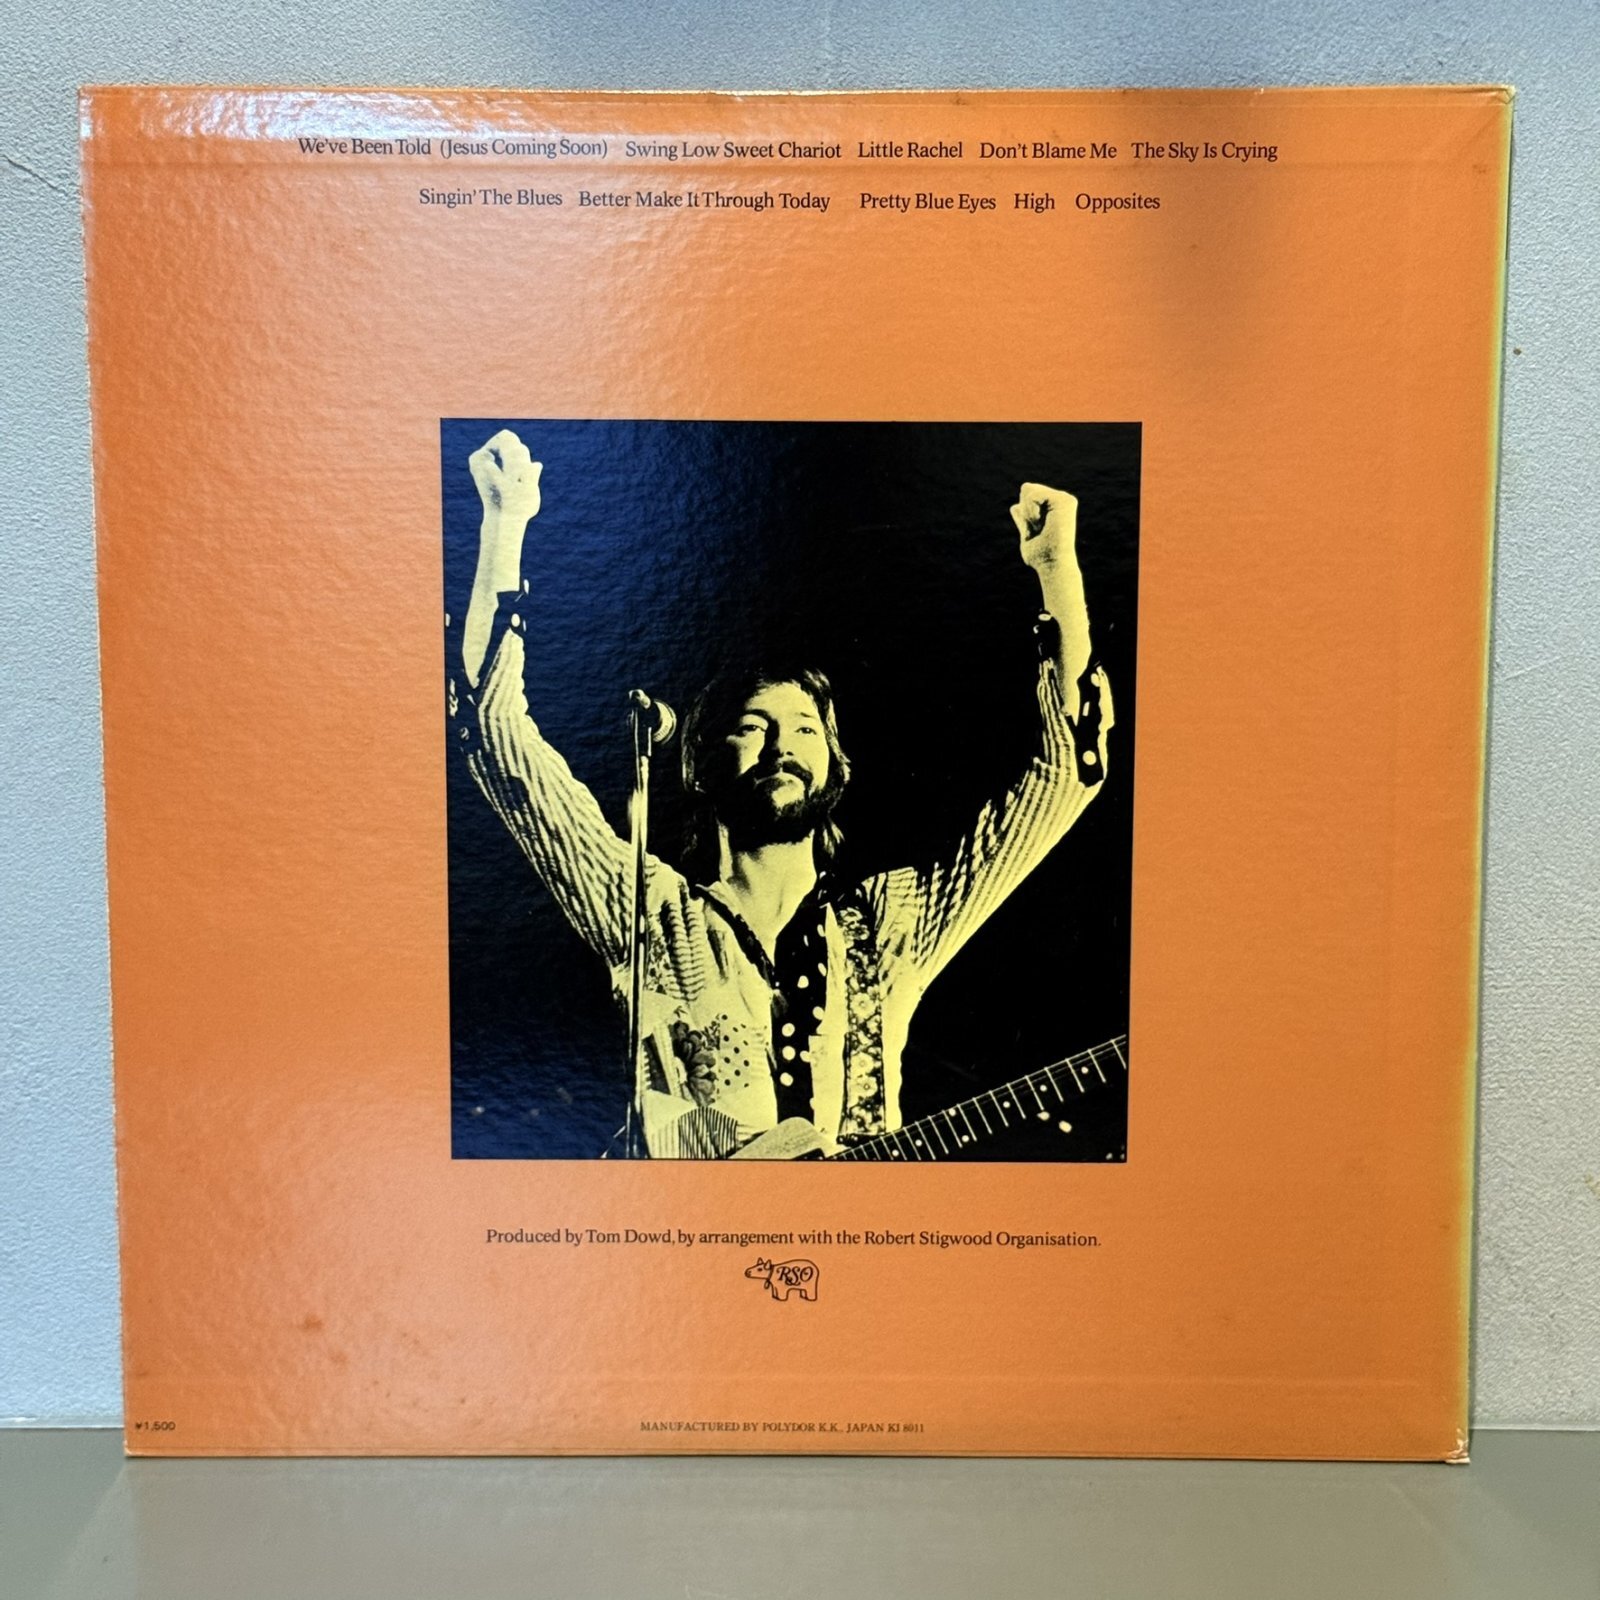 We've Been Told (Jesus Coming Soon) Swing Low Sweet Chariot Little Rachel Don't Blame Me The Sky Is Crying
Singin' The Blues Better Make It Through Today Pretty Blue Eyes High Opposites
Produced by Tom Dowd, by arrangement with the Robert Stigwood Organisation.
RSO
¥1,500
MANUFACTURED BY POLYDOR K.K., JAPAN KI 8011